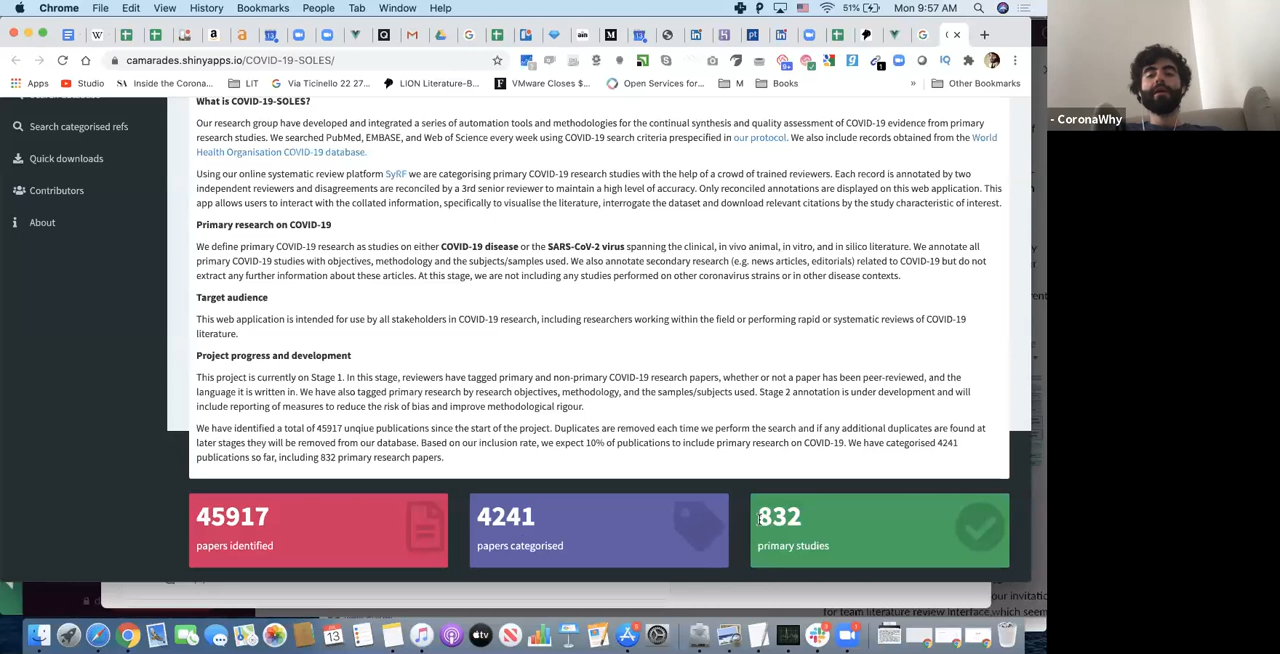 Chrome File Edit View History Bookmarks People Tab Window Help 51% Mon 9:57 AM
camarades.shinyapps.io/COVID-19-SOLES/
Apps Studio Inside the Corona... LIT Via Ticinello 22 27... LION Literature-B... VMware Closes $... Open Services for... M Books » Other Bookmarks
Search categorised refs
Quick downloads
Contributors
About
What is COVID-19-SOLES?
Our research group have developed and integrated a series of automation tools and methodologies for the continual synthesis and quality assessment of COVID-19 evidence from primary
research studies. We searched PubMed, EMBASE, and Web of Science every week using COVID-19 search criteria prespecified in our protocol. We also include records obtained from the World
Health Organisation COVID-19 database.
Using our online systematic review platform SyRF we are categorising primary COVID-19 research studies with the help of a crowd of trained reviewers. Each record is annotated by two
independent reviewers and disagreements are reconciled by a 3rd senior reviewer to maintain a high level of accuracy. Only reconciled annotations are displayed on this web application. This
app allows users to interact with the collated information, specifically to visualise the literature, interrogate the dataset and download relevant citations by the study characteristic of interest.
Primary research on COVID-19
We define primary COVID-19 research as studies on either COVID-19 disease or the SARS-CoV-2 virus spanning the clinical, in vivo animal, in vitro, and in silico literature. We annotate all
primary COVID-19 studies with objectives, methodology and the subjects/samples used. We also annotate secondary research (e.g. news articles, editorials) related to COVID-19 but do not
extract any further information about these articles. At this stage, we are not including any studies performed on other coronavirus strains or in other disease contexts.
Target audience
This web application is intended for use by all stakeholders in COVID-19 research, including researchers working within the field or performing rapid or systematic reviews of COVID-19
literature.
Project progress and development
This project is currently on Stage 1. In this stage, reviewers have tagged primary and non-primary COVID-19 research papers, whether or not a paper has been peer-reviewed, and the
language it is written in. We have also tagged primary research by research objectives, methodology, and the samples/subjects used. Stage 2 annotation is under development and will
include reporting of measures to reduce the risk of bias and improve methodological rigour.
We have identified a total of 45917 unqiue publications since the start of the project. Duplicates are removed each time we perform the search and if any additional duplicates are found at
later stages they will be removed from our database. Based on our inclusion rate, we expect 10% of publications to include primary research on COVID-19. We have categorised 4241
publications so far, including 832 primary research papers.
45917
papers identified
4241
papers categorised
832
primary studies
- CoronaWhy
our invitati
for team literature review interface,which seem